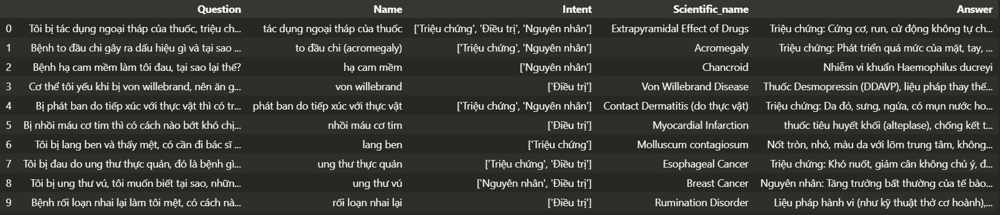 Question Name Intent Scientific_name Answer
0 Tôi bị tác dụng ngoại tháp của thuốc, triệu ch... tác dụng ngoại tháp của thuốc ['Triệu chứng', 'Điều trị', 'Nguyên nhân'] Extrapyramidal Effect of Drugs Triệu chứng: Cứng cơ, run, cử động không tự ch...
1 Bệnh to đầu chi gây ra dấu hiệu gì và tại sao ... to đầu chi (acromegaly) ['Triệu chứng', 'Nguyên nhân'] Acromegaly Triệu chứng: Phát triển quá mức của mặt, tay, ...
2 Bệnh hạ cam mềm làm tôi đau, tại sao lại thế? hạ cam mềm ['Nguyên nhân'] Chancroid Nhiễm vi khuẩn Haemophilus ducreyi
3 Cơ thể tôi yếu khi bị von willebrand, nên ăn g... von willebrand ['Điều trị'] Von Willebrand Disease Thuốc Desmopressin (DDAVP), liệu pháp thay thế...
4 Bị phát ban do tiếp xúc với thực vật thì có tr... phát ban do tiếp xúc với thực vật ['Triệu chứng', 'Nguyên nhân'] Contact Dermatitis (do thực vật) Triệu chứng: Da đỏ, sưng, ngứa, có mụn nước ho...
5 Bị nhồi máu cơ tim thì có cách nào bớt khó chị... nhồi máu cơ tim ['Điều trị'] Myocardial Infarction thuốc tiêu huyết khối (alteplase), chống kết t...
6 Tôi bị lang ben và thấy mệt, có cần đi bác sĩ ... lang ben ['Triệu chứng'] Molluscum contagiosum Nốt tròn, nhỏ, màu da với lõm trung tâm, không...
7 Tôi bị đau do ung thư thực quản, đó là bệnh gì... ung thư thực quản ['Triệu chứng', 'Điều trị'] Esophageal Cancer Triệu chứng: Khó nuốt, giảm cân không chủ ý, đ...
8 Tôi bị ung thư vú, tôi muốn biết tại sao, nhữn... ung thư vú ['Nguyên nhân', 'Điều trị'] Breast Cancer Nguyên nhân: Tăng trưởng bất thường của tế bào...
9 Bệnh rối loạn nhai lại làm tôi mệt, có cách nà... rối loạn nhai lại ['Điều trị'] Rumination Disorder Liệu pháp hành vi (như kỹ thuật thở cơ hoành),...